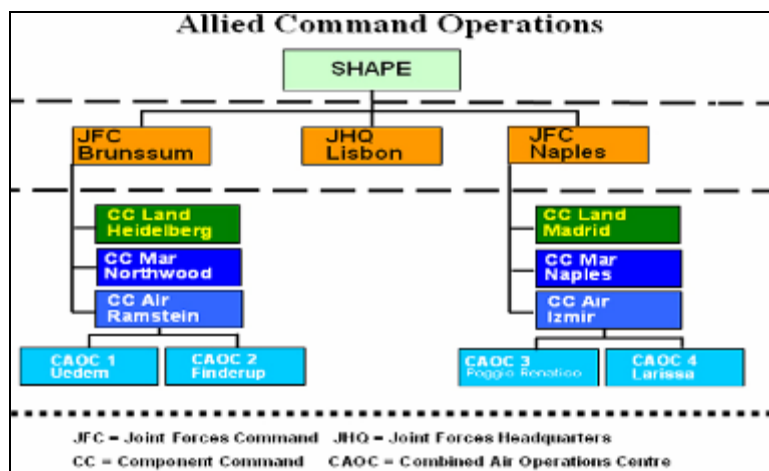 Allied Command Operations
SHAPE
JFC
Brunssum
JHQ
Lisbon
JFC
Naples
CC Land
Heidelberg
CC Mar
Northwood
CC Air
Ramstein
CAOC 1
Uedem
CAOC 2
Finderup
CC Land
Madrid
CC Mar
Naples
CC Air
Izmir
CAOC 3
Poggio Renatico
CAOC 4
Larissa
JFC = Joint Forces Command JHQ = Joint Forces Headquarters
CC = Component Command CAOC = Combined Air Operations Centre